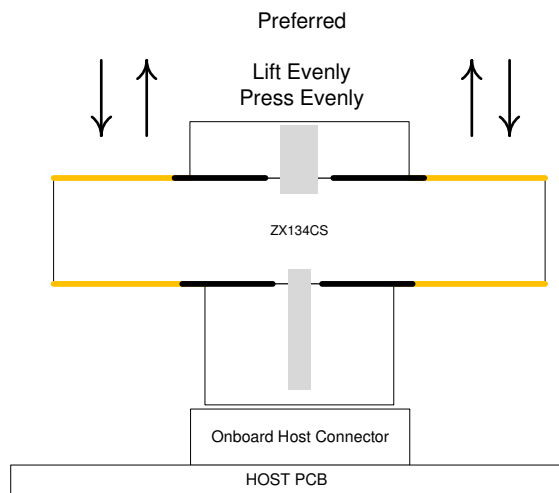 Preferred
Lift Evenly
Press Evenly
ZX134CS
Onboard Host Connector
HOST PCB